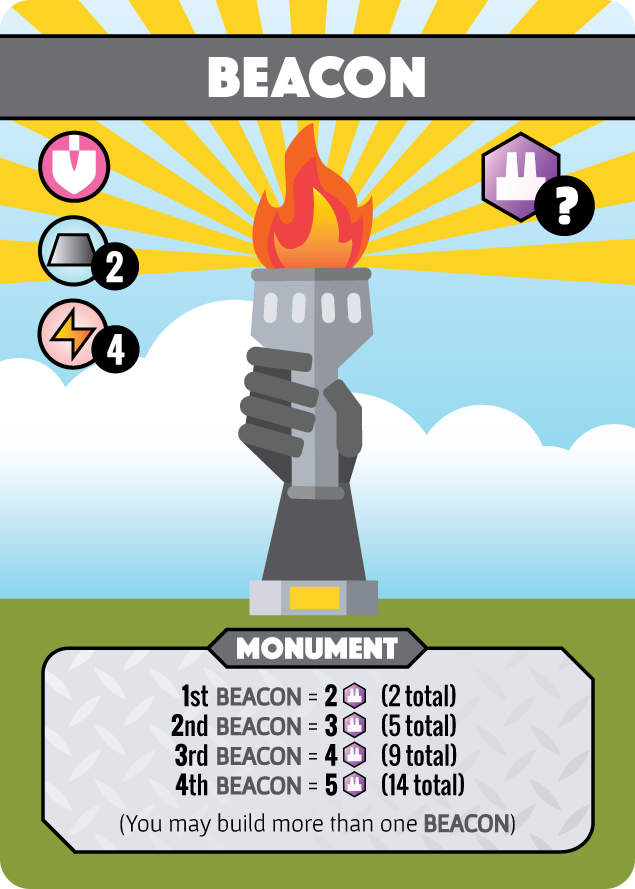 BEACON
?
2
4
MONUMENT
1st BEACON = 2 (2 total)
2nd BEACON = 3 (5 total)
3rd BEACON = 4 (9 total)
4th BEACON = 5 (14 total)
(You may build more than one BEACON)